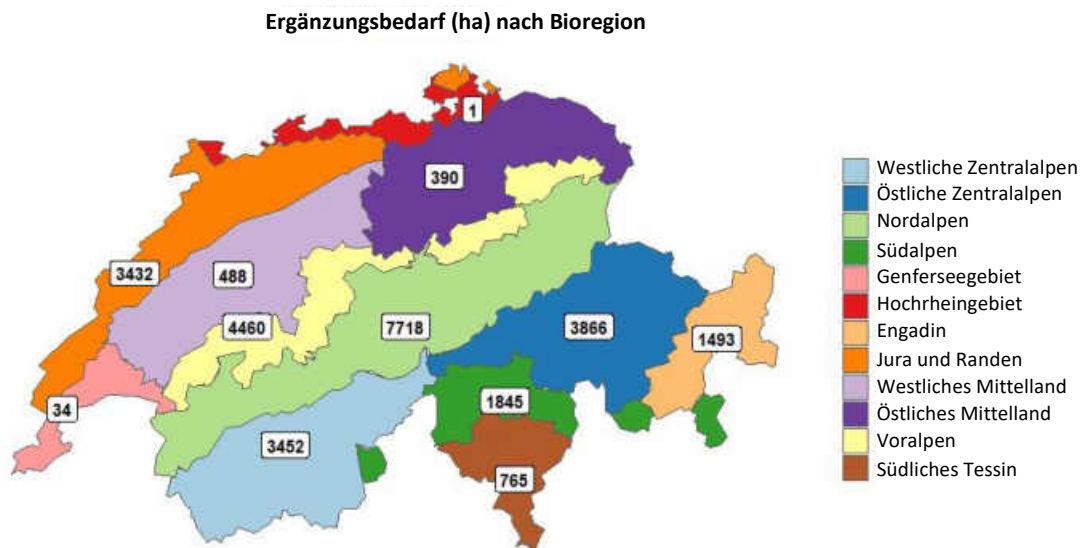 Ergänzungsbedarf (ha) nach Bioregion
1
390
3432
488
4460
7718
3866
1493
34
1845
3452
765
Westliche Zentralalpen
Östliche Zentralalpen
Nordalpen
Südalpen
Genferseegebiet
Hochrheingebiet
Engadin
Jura und Randen
Westliches Mittelland
Östliches Mittelland
Voralpen
Südliches Tessin